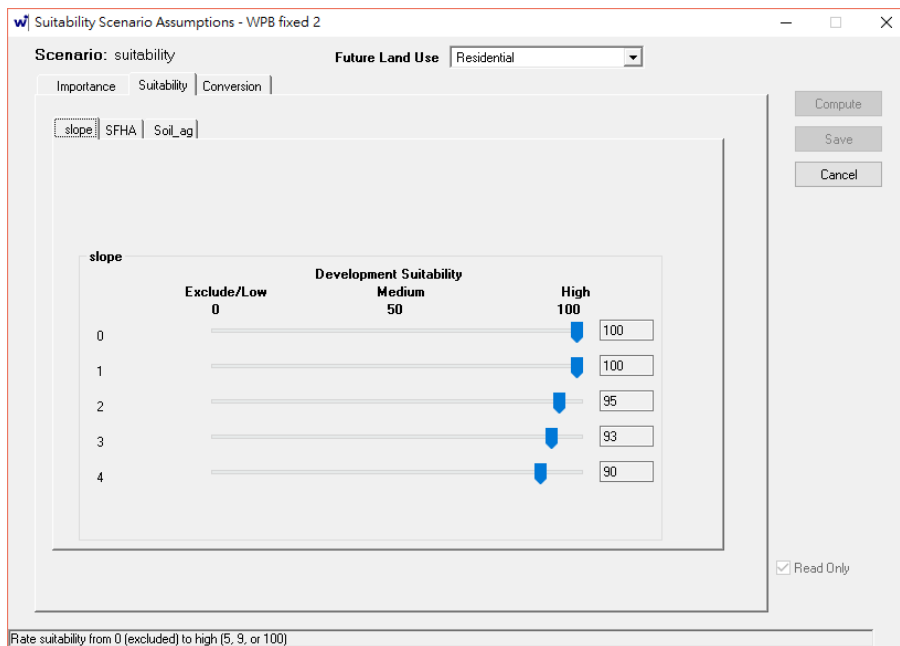 Suitability Scenario Assumptions - WPB fixed 2
Scenario: suitability
Future Land Use Residential
Importance Suitability Conversion
Compute
Save
Cancel
slope SFHA Soil_ag
slope
Development Suitability
Exclude/Low Medium High
0 50 100
0 100
1 100
2 95
3 93
4 90
Read Only
Rate suitability from 0 (excluded) to high (5, 9, or 100)